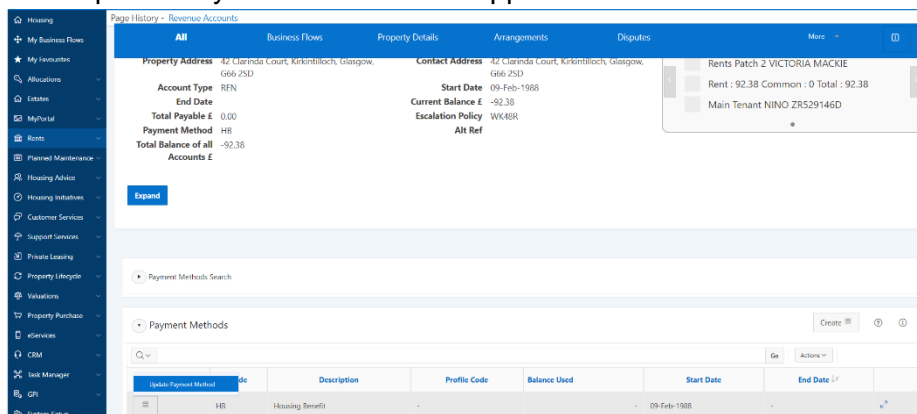 Housing
My Business Flows
My Favourites
Allocations
Estates
MyPortal
Rents
Planned Maintenance
Housing Advice
Housing Initiatives
Customer Services
Support Services
Private Leasing
Property Lifecycle
Valuations
Property Purchase
eServices
CRM
Task Manager
GPI
System Setup
Page History - Revenue Accounts
All Business Flows Property Details Arrangements Disputes More
Property Address 42 Clarinda Court, Kirkintilloch, Glasgow, G66 2SD
Contact Address 42 Clarinda Court, Kirkintilloch, Glasgow, G66 2SD
Account Type REN
Start Date 09-Feb-1988
End Date
Current Balance £ -92.38
Total Payable £ 0.00
Escalation Policy WK48R
Payment Method HB
Alt Ref
Total Balance of all Accounts £ -92.38
Rents Patch 2 VICTORIA MACKIE
Rent : 92.38 Common : 0 Total : 92.38
Main Tenant NINO ZR529146D
Expand
Payment Methods Search
Payment Methods
Create
Go Actions
Update Payment Method
de Description Profile Code Balance Used Start Date End Date
HB Housing Benefit - - 09-Feb-1988 -